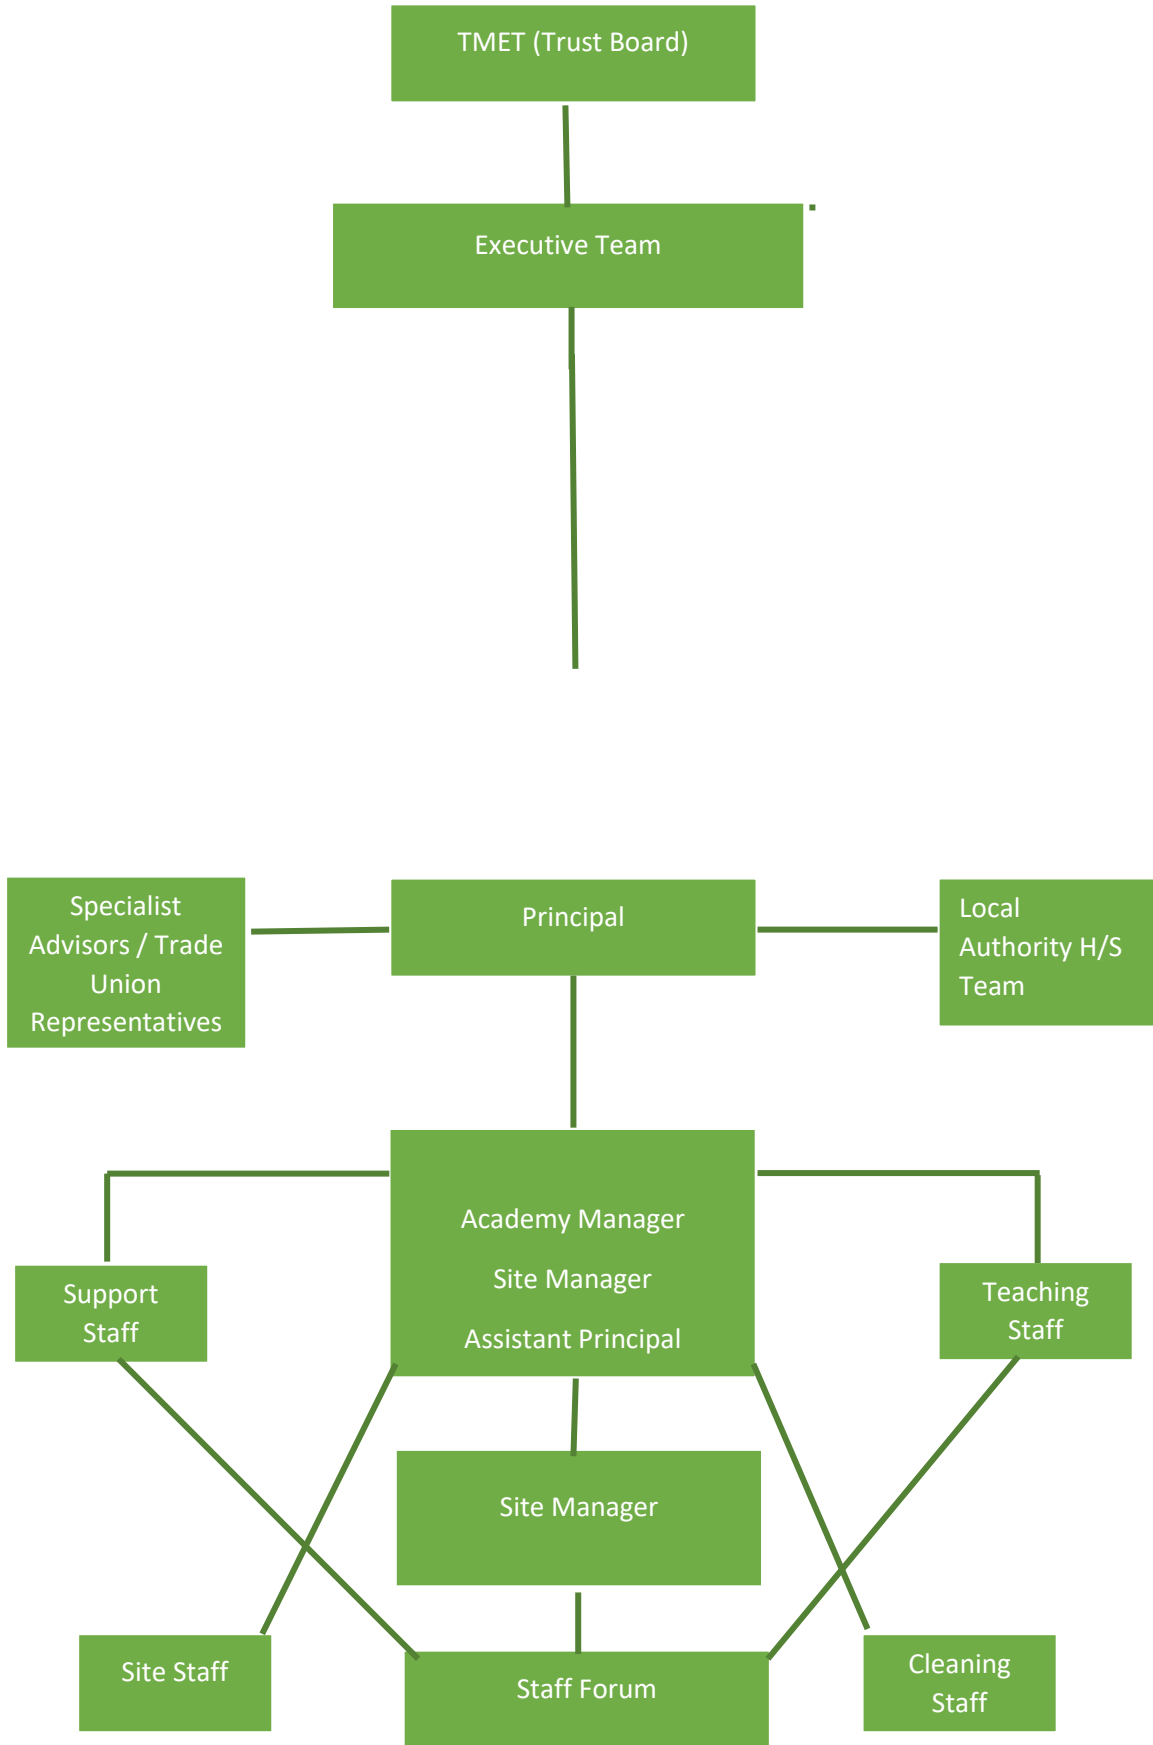 TMET (Trust Board)
Executive Team
Specialist
Advisors / Trade
Union
Representatives
Principal
Local
Authority H/S
Team
Academy Manager
Site Manager
Assistant Principal
Support
Staff
Teaching
Staff
Site Manager
Site Staff
Staff Forum
Cleaning
Staff